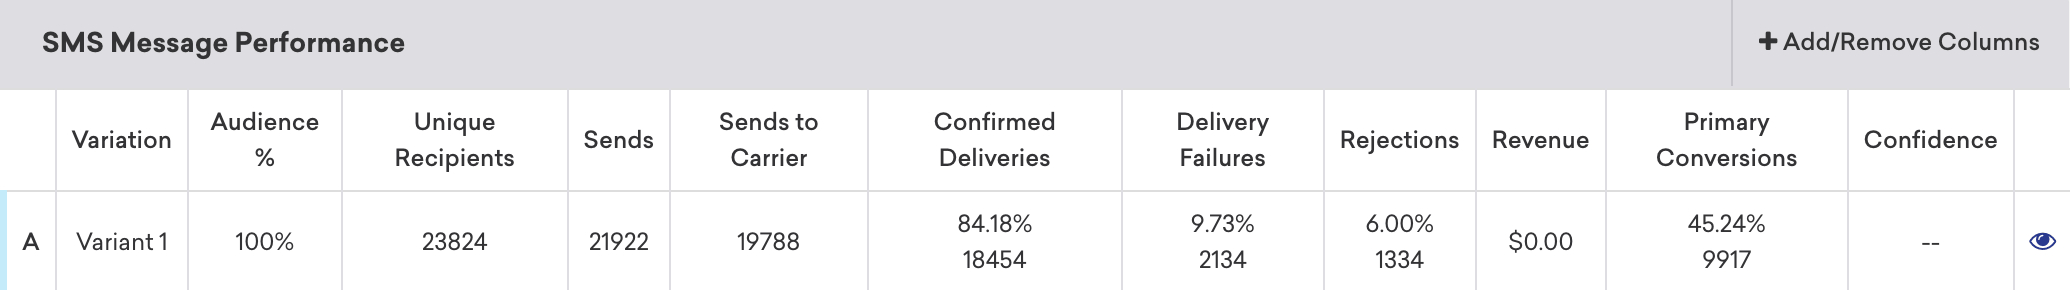 SMS Message Performance
+ Add/Remove Columns
Variation
Audience
%
Unique
Recipients
Sends
Sends to
Carrier
Confirmed
Deliveries
Delivery
Failures
Rejections
Revenue
Primary
Conversions
Confidence
A
Variant 1
100%
23824
21922
19788
84.18%
18454
9.73%
2134
6.00%
1334
$0.00
45.24%
9917
--